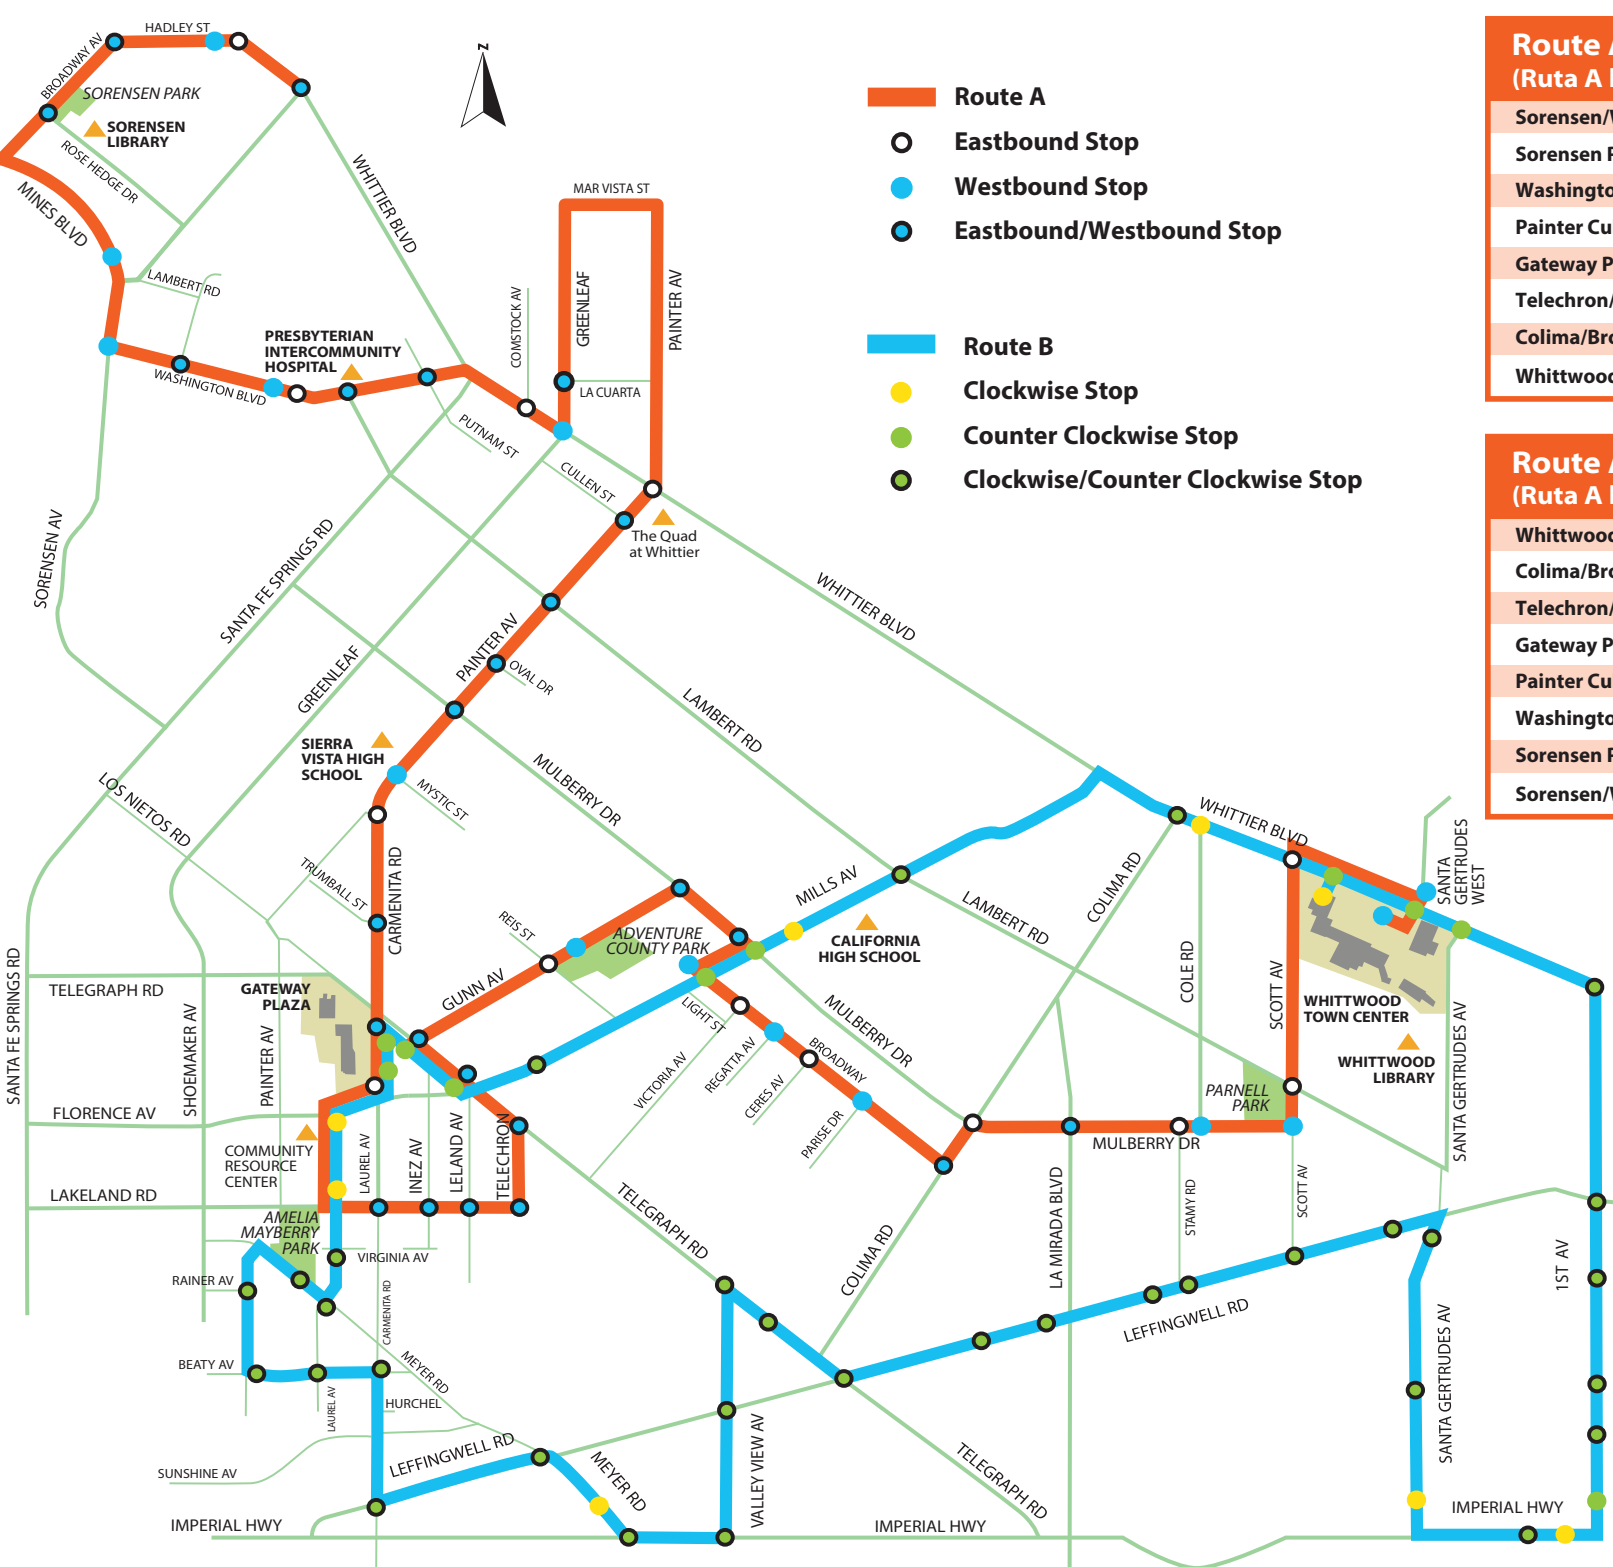 HADLEY ST
BROADWAY AV
SORENSEN PARK
SORENSEN
LIBRARY
ROSE HEDGE DR
MINES BLVD
WHITTIER BLVD
LAMBERT RD
PRESBYTERIAN
INTERCOMMUNITY
HOSPITAL
WASHINGTON BLVD
Z
MAR VISTA ST
COMSTOCK AV
GREENLEAF
PAINTER AV
LA CUARTA
PUTNAM ST
CULLEN ST
The Quad
at Whittier
Route A
Eastbound Stop
Westbound Stop
Eastbound/Westbound Stop
Route B
Clockwise Stop
Counter Clockwise Stop
Clockwise/Counter Clockwise Stop
Route
(Ruta A
Sorensen/
Sorensen
Painter
Gateway
Telechron/
Route
(Ruta A
Telechron/
Gateway
Painter
Sorensen
Sorensen/
SORENSEN AV
SANTA FE SPRINGS RD
GREENLEAF
PAINTER AV
OVAL DR
WHITTIER BLVD
LAMBERT RD
SIERRA
VISTA HIGH
SCHOOL
MYSTIC ST
MULBERRY DR
LOS NIETOS RD
TRUMBALL ST
CARMENITA RD
REIS ST
ADVENTURE
COUNTY PARK
MILLS AV
CALIFORNIA
HIGH SCHOOL
LAMBERT RD
COLIMA RD
WHITTIER BLVD
SANTA
GERTRUDES
WEST
COLE RD
SCOTT AV
WHITTWOOD
TOWN CENTER
WHITTWOOD
LIBRARY
SANTA GERTRUDES AV
PARNELL
PARK
SANTA FE SPRINGS RD
TELEGRAPH RD
SHOEMAKER AV
GATEWAY
PLAZA
PAINTER AV
GUNN AV
LIGHT ST
VICTORIA AV
REGATTA AV
CERES AV
BROADWAY
PARISE DR
MULBERRY DR
FLORENCE AV
COMMUNITY
RESOURCE
CENTER
LAUREL AV
INEZ AV
LELAND AV
TELECHRON
MULBERRY DR
LAKELAND RD
AMELIA
MAYBERRY
PARK
VIRGINIA AV
TELEGRAPH RD
COLIMA RD
LA MIRADA BLVD
STAMY RD
SCOTT AV
RAINER AV
CARMENITA RD
LEFFINGWELL RD
1ST AV
BEATY AV
LAUREL AV
MEYER RD
HURCHEL
SANTA GERTRUDES AV
SUNSHINE AV
LEFFINGWELL RD
MEYER RD
VALLEY VIEW AV
TELEGRAPH RD
IMPERIAL HWY
IMPERIAL HWY
IMPERIAL HWY